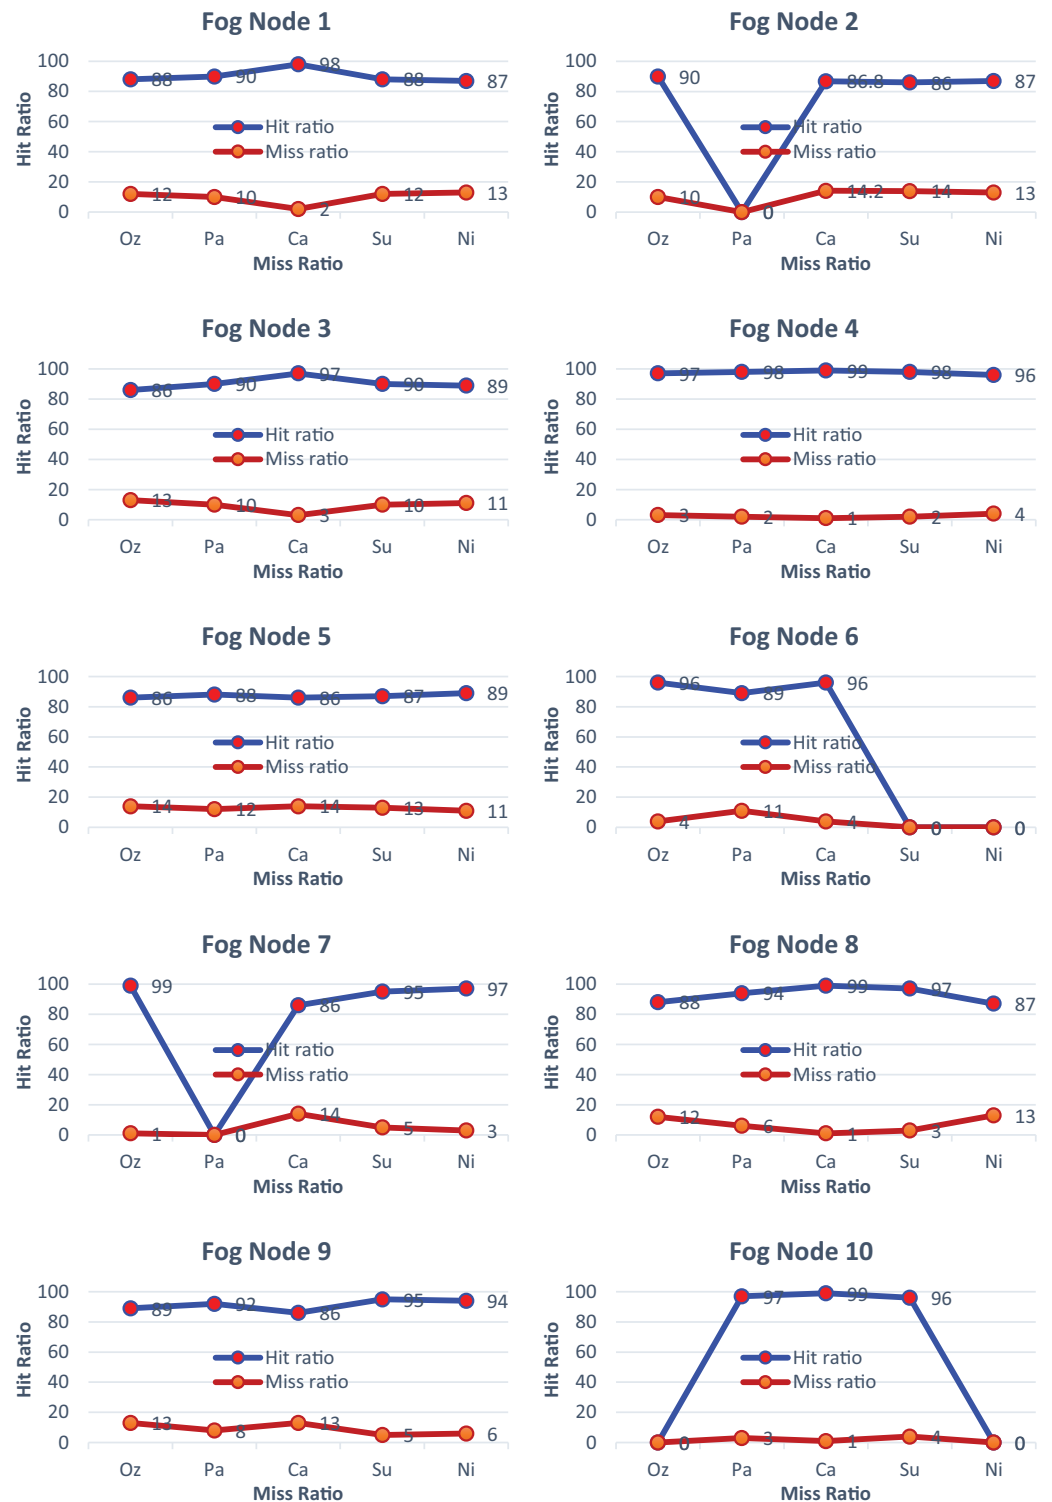 Fog Node 1
100
80
60
40
20
0
Hit Ratio
88 90 98 88 87
Hit ratio
Miss ratio
12 10 2 12 13
Oz Pa Ca Su Ni
Miss Ratio
Fog Node 2
100
80
60
40
20
0
Hit Ratio
90 0 86.8 86 87
Hit ratio
Miss ratio
10 0 14.2 14 13
Oz Pa Ca Su Ni
Miss Ratio
Fog Node 3
100
80
60
40
20
0
Hit Ratio
86 90 97 90 89
Hit ratio
Miss ratio
13 10 3 10 11
Oz Pa Ca Su Ni
Miss Ratio
Fog Node 4
100
80
60
40
20
0
Hit Ratio
97 98 99 98 96
Hit ratio
Miss ratio
3 2 1 2 4
Oz Pa Ca Su Ni
Miss Ratio
Fog Node 5
100
80
60
40
20
0
Hit Ratio
86 88 86 87 89
Hit ratio
Miss ratio
14 12 14 13 11
Oz Pa Ca Su Ni
Miss Ratio
Fog Node 6
100
80
60
40
20
0
Hit Ratio
96 89 96 0 0
Hit ratio
Miss ratio
4 11 4 0 0
Oz Pa Ca Su Ni
Miss Ratio
Fog Node 7
100
80
60
40
20
0
Hit Ratio
99 0 86 95 97
Hit ratio
Miss ratio
1 0 14 5 3
Oz Pa Ca Su Ni
Miss Ratio
Fog Node 8
100
80
60
40
20
0
Hit Ratio
88 94 99 97 87
Hit ratio
Miss ratio
12 6 1 3 13
Oz Pa Ca Su Ni
Miss Ratio
Fog Node 9
100
80
60
40
20
0
Hit Ratio
89 92 86 95 94
Hit ratio
Miss ratio
13 8 13 5 6
Oz Pa Ca Su Ni
Miss Ratio
Fog Node 10
100
80
60
40
20
0
Hit Ratio
0 97 99 96 0
Hit ratio
Miss ratio
0 3 1 4 0
Oz Pa Ca Su Ni
Miss Ratio